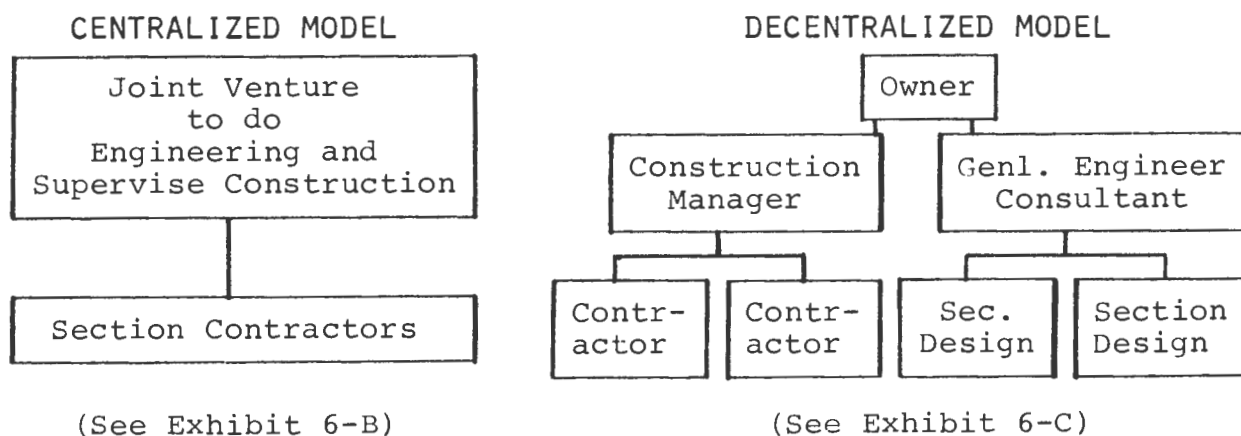 CENTRALIZED MODEL
Joint Venture
to do
Engineering and
Supervise Construction
Section Contractors
(See Exhibit 6-B)
DECENTRALIZED MODEL
Owner
Construction
Manager
Genl. Engineer
Consultant
Contr-
actor
Contr-
actor
Sec.
Design
Section
Design
(See Exhibit 6-C)